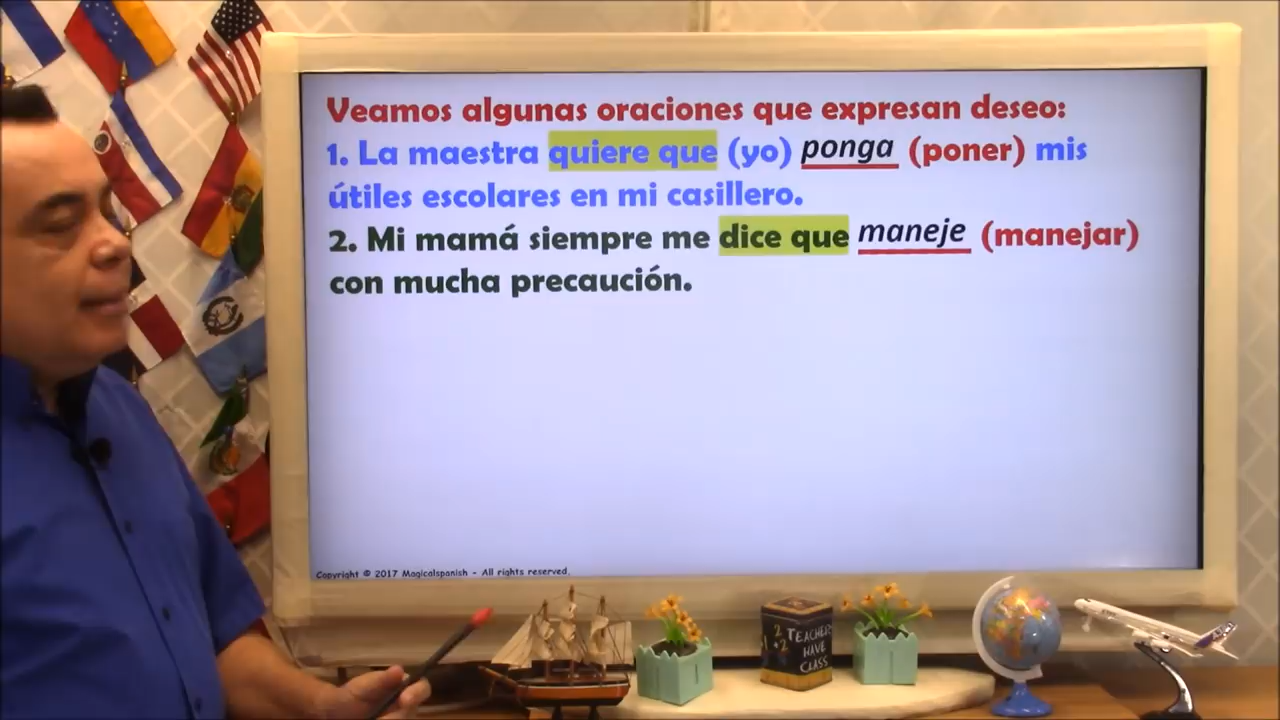 Veamos algunas oraciones que expresan deseo:
1. La maestra quiere que (yo) ponga (poner) mis
útiles escolares en mi casillero.
2. Mi mamá siempre me dice que maneje (manejar)
con mucha precaución.
Copyright © 2017 Magicalspanish - All rights reserved.
TEACHERS
HAVE
CLASS